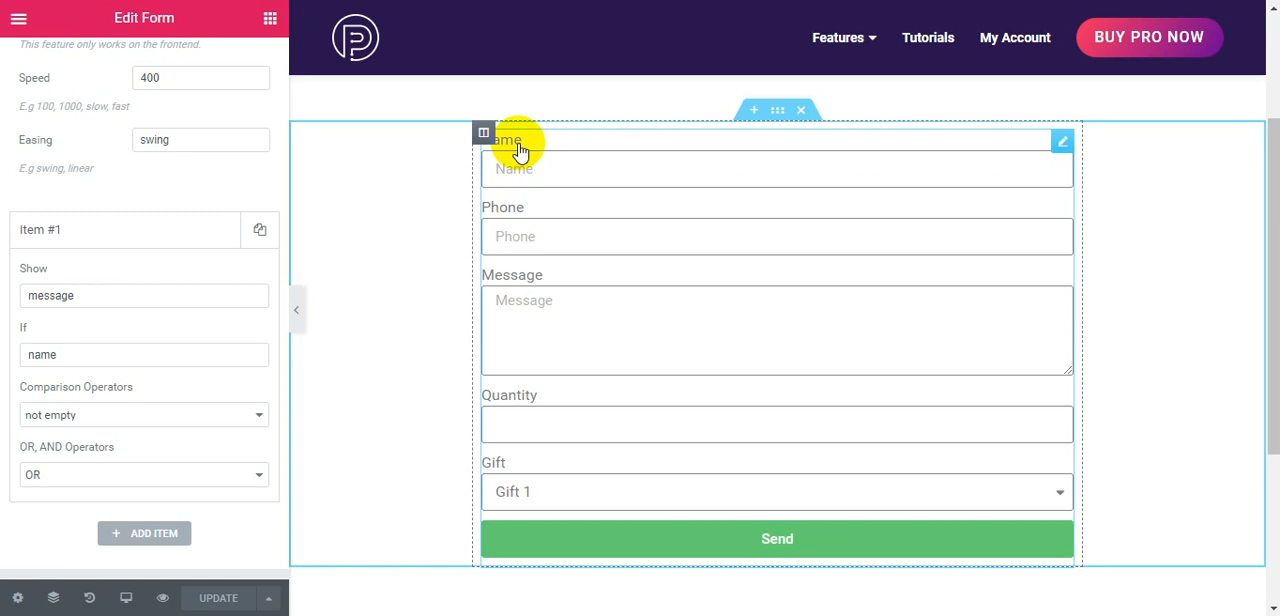 Edit Form
This feature only works on the frontend.
Speed
400
E.g 100, 1000, slow, fast
Easing
swing
E.g swing, linear
Item #1
Show
message
If
name
Comparison Operators
not empty
OR, AND Operators
OR
+ ADD ITEM
UPDATE
Features
Tutorials
My Account
BUY PRO NOW
ame
Name
Phone
Phone
Message
Message
Quantity
Gift
Gift 1
Send